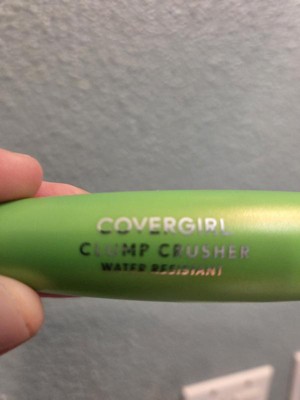 COVERGIRL
CLUMP CRUSHER
WATER RESISTANT